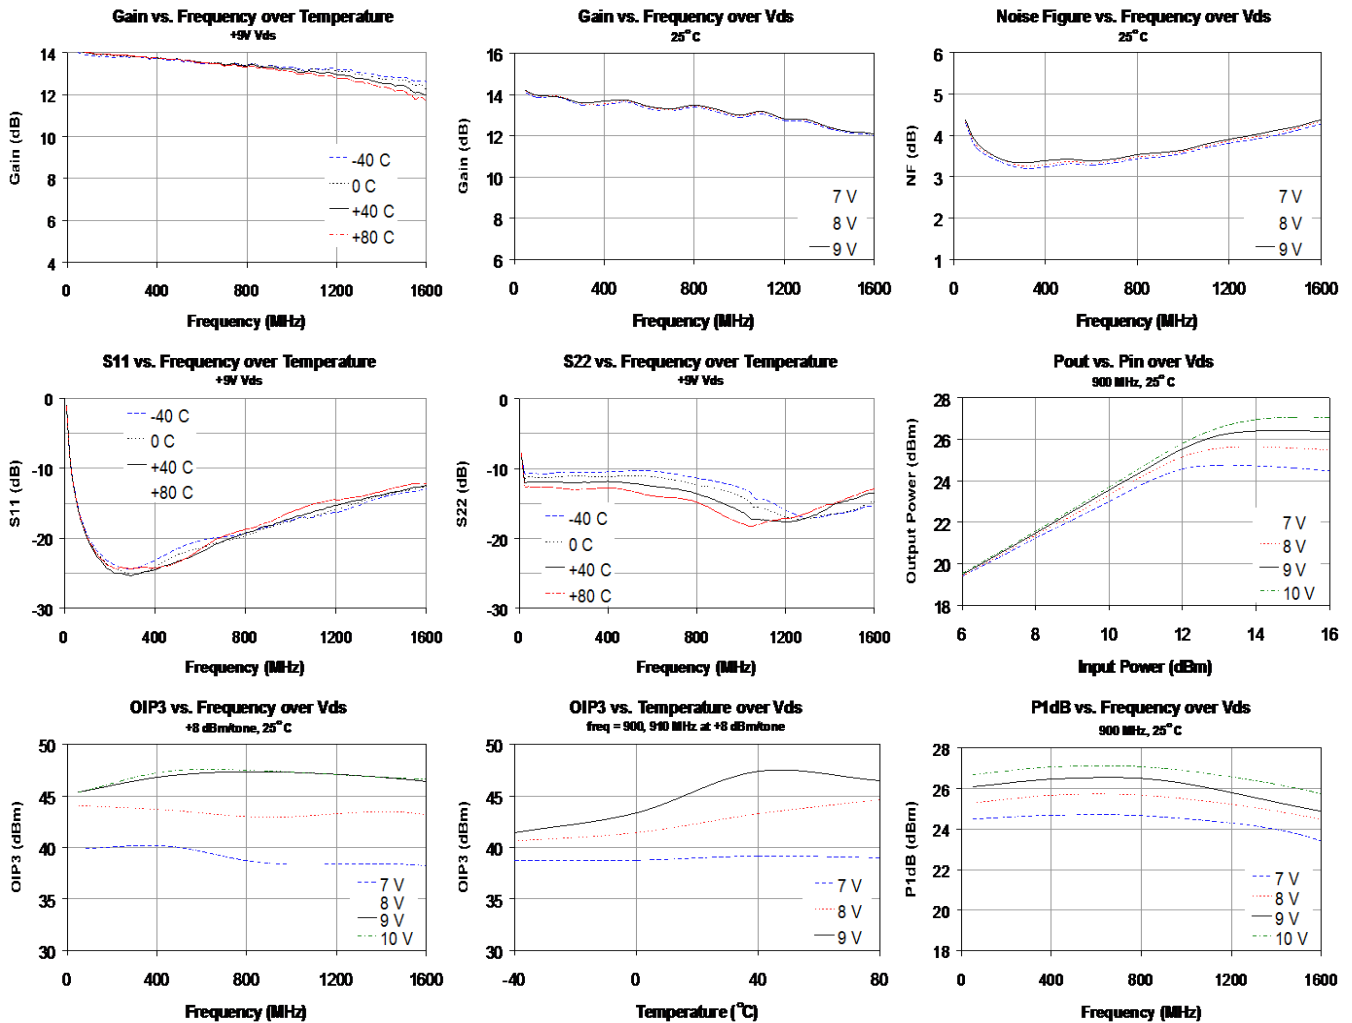 Gain vs. Frequency over Temperature
+9V Vds
Gain (dB)
14
12
10
8
6
4
-40 C
0 C
+40 C
+80 C
0 400 800 1200 1600
Frequency (MHz)
Gain vs. Frequency over Vds
25°C
Gain (dB)
16
14
12
10
8
6
7 V
8 V
9 V
0 400 800 1200 1600
Frequency (MHz)
Noise Figure vs. Frequency over Vds
25°C
NF (dB)
6
5
4
3
2
1
7 V
8 V
9 V
0 400 800 1200 1600
Frequency (MHz)
S11 vs. Frequency over Temperature
+9V Vds
S11 (dB)
0
-10
-20
-30
-40 C
0 C
+40 C
+80 C
0 400 800 1200 1600
Frequency (MHz)
S22 vs. Frequency over Temperature
+9V Vds
S22 (dB)
0
-10
-20
-30
-40 C
0 C
+40 C
+80 C
0 400 800 1200 1600
Frequency (MHz)
Pout vs. Pin over Vds
900 MHz, 25°C
Output Power (dBm)
28
26
24
22
20
18
7 V
8 V
9 V
10 V
6 8 10 12 14 16
Input Power (dBm)
OIP3 vs. Frequency over Vds
+8 dBm/tone, 25°C
OIP3 (dBm)
50
45
40
35
30
7 V
8 V
9 V
10 V
0 400 800 1200 1600
Frequency (MHz)
OIP3 vs. Temperature over Vds
freq = 900, 910 MHz at +8 dBm/tone
OIP3 (dBm)
50
45
40
35
30
7 V
8 V
9 V
-40 0 40 80
Temperature (°C)
P1dB vs. Frequency over Vds
900 MHz, 25°C
P1dB (dBm)
28
26
24
22
20
18
7 V
8 V
9 V
10 V
0 400 800 1200 1600
Frequency (MHz)